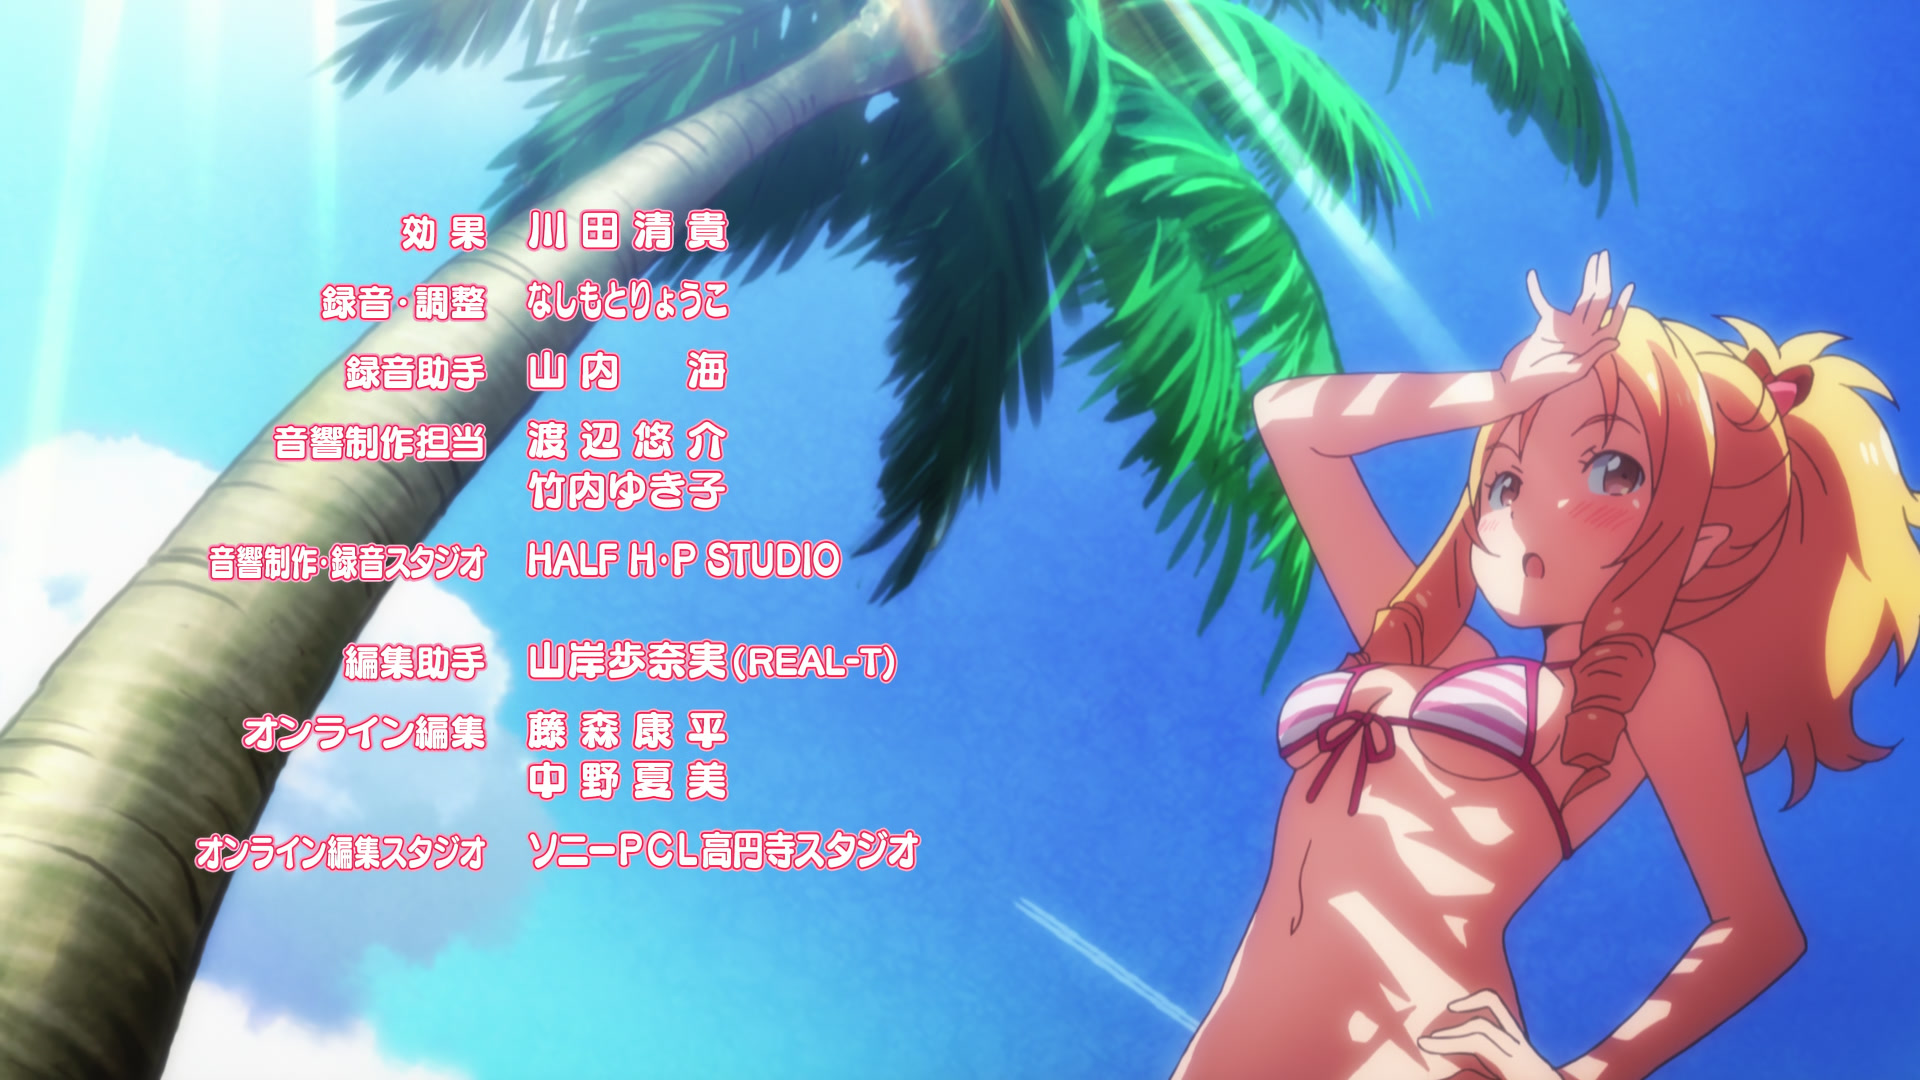 効果 川田清貴
録音・調整 なしもとりょうこ
録音助手 山内 海
音響制作担当 渡辺悠介
竹内ゆき子
音響制作・録音スタジオ HALF H・P STUDIO
編集助手 山岸歩奈実(REAL-T)
オンライン編集 藤森康平
中野夏美
オンライン編集スタジオ ソニーPCL高円寺スタジオ